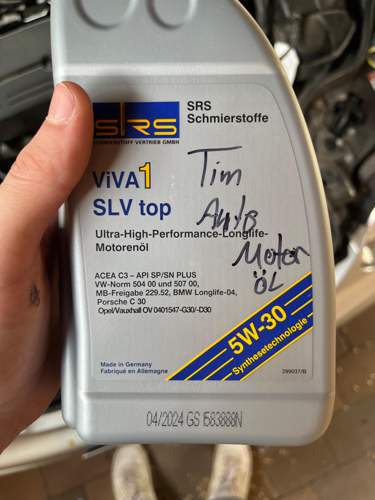 SRS
SCHMIERSTOFF VERTRIEB GMBH
SRS
Schmierstoffe
ViVA1
SLV top
Tim
Motor
ÖL
Ultra-High-Performance-Longlife-
Motorenöl
ACEA C3 – API SP/SN PLUS
VW-Norm 504 00 und 507 00,
MB-Freigabe 229.52, BMW Longlife-04,
Porsche C 30
Opel/Vauxhall OV 0401547-G30/-D30
5W-30
Synthesetechnologie
Made in Germany
Fabriqué en Allemagne
299037/B
04/2024 GS 1583888N